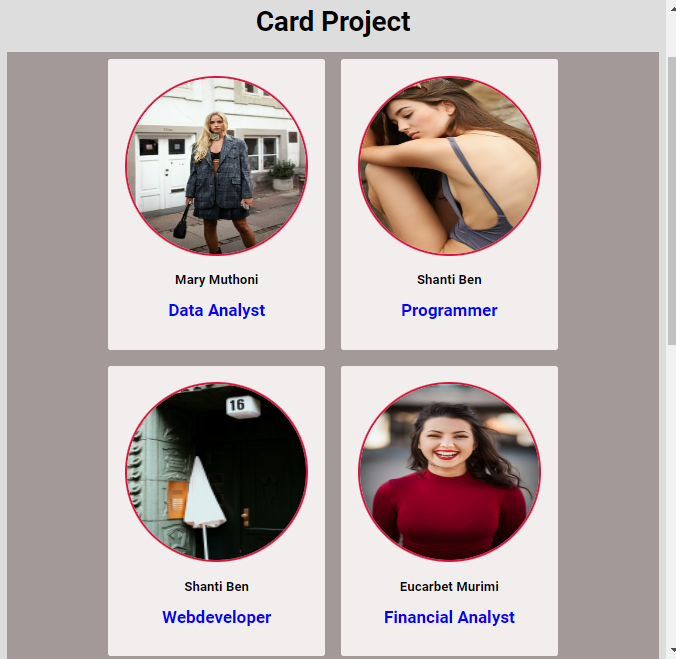 Card Project
Mary Muthoni
Data Analyst
Shanti Ben
Programmer
16
Shanti Ben
Webdeveloper
Eucarbet Murimi
Financial Analyst